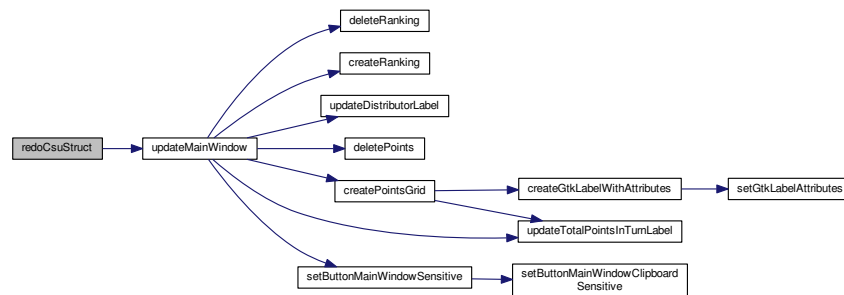 deleteRanking
createRanking
updateDistributorLabel
redoCsuStruct
updateMainWindow
deletePoints
createPointsGrid
createGtkLabelWithAttributes
setGtkLabelAttributes
updateTotalPointsInTurnLabel
setButtonMainWindowSensitive
setButtonMainWindowClipboard
Sensitive